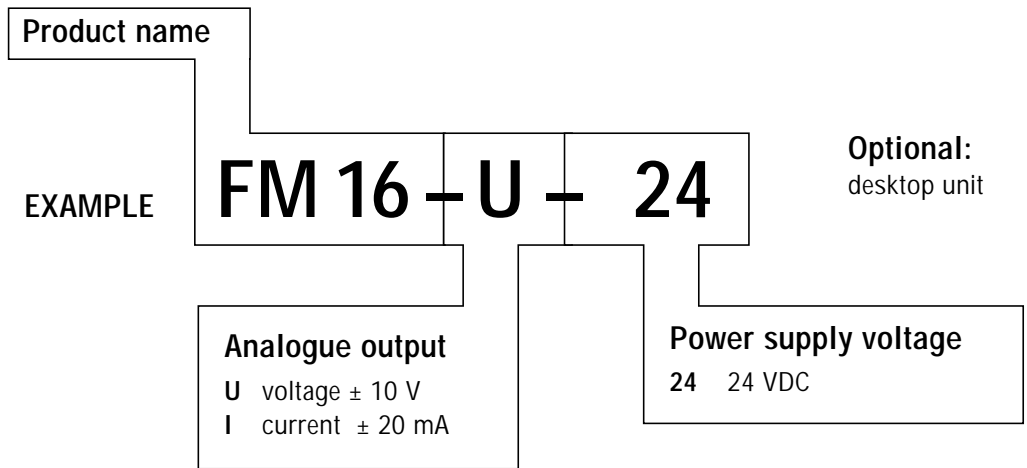 Product name
EXAMPLE FM 16 - U - 24
Optional:
desktop unit
Analogue output
U voltage ± 10 V
I current ± 20 mA
Power supply voltage
24 24 VDC